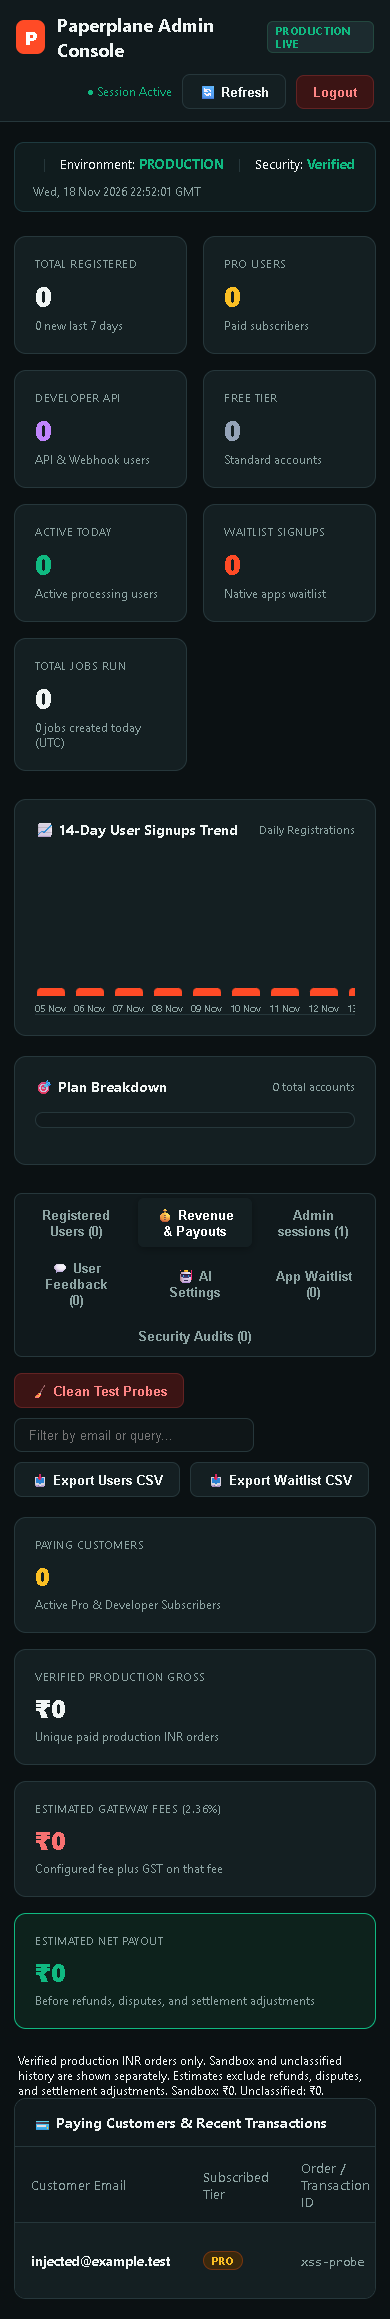 P
Paperplane Admin
Console
PRODUCTION
LIVE
● Session Active
Refresh
Logout
| Environment: PRODUCTION | Security: Verified
Wed, 18 Nov 2026 22:52:01 GMT
TOTAL REGISTERED
0
0 new last 7 days
PRO USERS
0
Paid subscribers
DEVELOPER API
0
API & Webhook users
FREE TIER
0
Standard accounts
ACTIVE TODAY
0
Active processing users
WAITLIST SIGNUPS
0
Native apps waitlist
TOTAL JOBS RUN
0
0 jobs created today
(UTC)
14-Day User Signups Trend
Daily Registrations
05 Nov 06 Nov 07 Nov 08 Nov 09 Nov 10 Nov 11 Nov 12 Nov 13
Plan Breakdown
0 total accounts
Registered
Users (0)
Revenue
& Payouts
Admin
sessions (1)
User
Feedback
(0)
AI
Settings
App Waitlist
(0)
Security Audits (0)
Clean Test Probes
Filter by email or query...
Export Users CSV
Export Waitlist CSV
PAYING CUSTOMERS
0
Active Pro & Developer Subscribers
VERIFIED PRODUCTION GROSS
₹0
Unique paid production INR orders
ESTIMATED GATEWAY FEES (2.36%)
₹0
Configured fee plus GST on that fee
ESTIMATED NET PAYOUT
₹0
Before refunds, disputes, and settlement adjustments
Verified production INR orders only. Sandbox and unclassified
history are shown separately. Estimates exclude refunds, disputes,
and settlement adjustments. Sandbox: ₹0. Unclassified: ₹0.
Paying Customers & Recent Transactions
Customer Email
Subscribed
Tier
Order /
Transaction
ID
injected@example.test
PRO
xss-probe